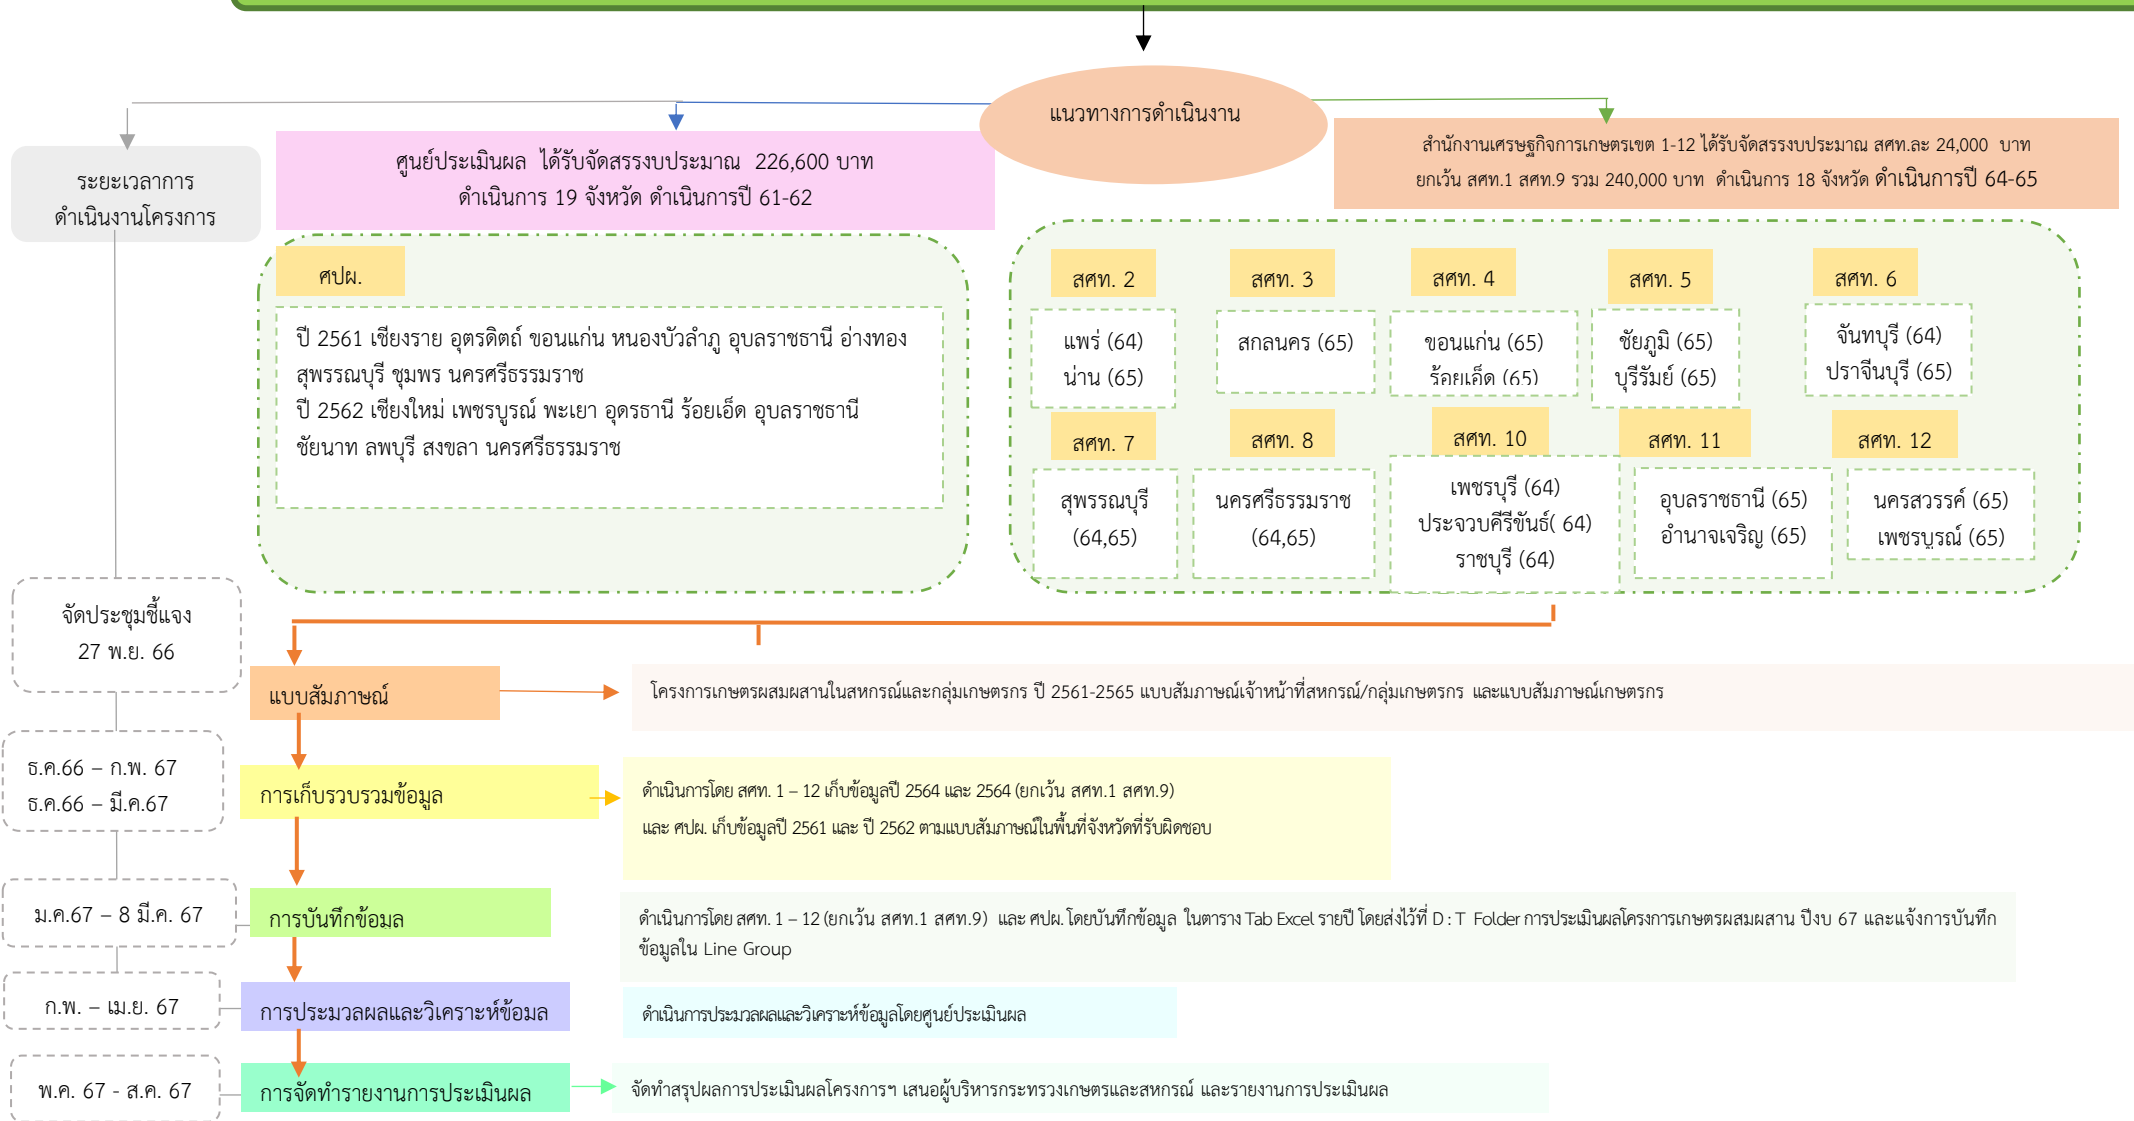 แนวทางการดำเนินงาน
ระยะเวลาการ
ดำเนินงานโครงการ
ศูนย์ประเมินผล ได้รับจัดสรรงบประมาณ 226,600 บาท
ดำเนินการ 19 จังหวัด ดำเนินการปี 61-62
สำนักงานเศรษฐกิจการเกษตรเขต 1-12 ได้รับจัดสรรงบประมาณ สศท.ละ 24,000 บาท
ยกเว้น สศท.1 สศท.9 รวม 240,000 บาท ดำเนินการ 18 จังหวัด ดำเนินการปี 64-65
ศปผ.
ปี 2561 เชียงราย อุตรดิตถ์ ขอนแก่น หนองบัวลำภู อุบลราชธานี อ่างทอง
สุพรรณบุรี ชุมพร นครศรีธรรมราช
ปี 2562 เชียงใหม่ เพชรบูรณ์ พะเยา อุดรธานี ร้อยเอ็ด อุบลราชธานี
ชัยนาท ลพบุรี สงขลา นครศรีธรรมราช
สศท. 2
แพร่ (64)
น่าน (65)
สศท. 3
สกลนคร (65)
สศท. 4
ขอนแก่น (65)
ร้อยเอ็ด (65)
สศท. 5
ชัยภูมิ (65)
บุรีรัมย์ (65)
สศท. 6
จันทบุรี (64)
ปราจีนบุรี (65)
สศท. 7
สุพรรณบุรี
(64,65)
สศท. 8
นครศรีธรรมราช
(64,65)
สศท. 10
เพชรบุรี (64)
ประจวบคีรีขันธ์( 64)
ราชบุรี (64)
สศท. 11
อุบลราชธานี (65)
อำนาจเจริญ (65)
สศท. 12
นครสวรรค์ (65)
เพชรบูรณ์ (65)
จัดประชุมชี้แจง
27 พ.ย. 66
แบบสัมภาษณ์
โครงการเกษตรผสมผสานในสหกรณ์และกลุ่มเกษตรกร ปี 2561-2565 แบบสัมภาษณ์เจ้าหน้าที่สหกรณ์/กลุ่มเกษตรกร และแบบสัมภาษณ์เกษตรกร
ธ.ค.66 – ก.พ. 67
ธ.ค.66 – มี.ค.67
การเก็บรวบรวมข้อมูล
ดำเนินการโดย สศท. 1 – 12 เก็บข้อมูลปี 2564 และ 2564 (ยกเว้น สศท.1 สศท.9)
และ ศปผ. เก็บข้อมูลปี 2561 และ ปี 2562 ตามแบบสัมภาษณ์ในพื้นที่จังหวัดที่รับผิดชอบ
ม.ค.67 – 8 มี.ค. 67
การบันทึกข้อมูล
ดำเนินการโดย สศท. 1 – 12 (ยกเว้น สศท.1 สศท.9) และ ศปผ. โดยบันทึกข้อมูล ในตาราง Tab Excel รายปี โดยส่งไว้ที่ D : T Folder การประเมินผลโครงการเกษตรผสมผสาน ปีงบ 67 และแจ้งการบันทึก
ข้อมูลใน Line Group
ก.พ. – เม.ย. 67
การประมวลผลและวิเคราะห์ข้อมูล
ดำเนินการประมวลผลและวิเคราะห์ข้อมูลโดยศูนย์ประเมินผล
พ.ค. 67 - ส.ค. 67
การจัดทำรายงานการประเมินผล
จัดทำสรุปผลการประเมินผลโครงการฯ เสนอผู้บริหารกระทรวงเกษตรและสหกรณ์ และรายงานการประเมินผล